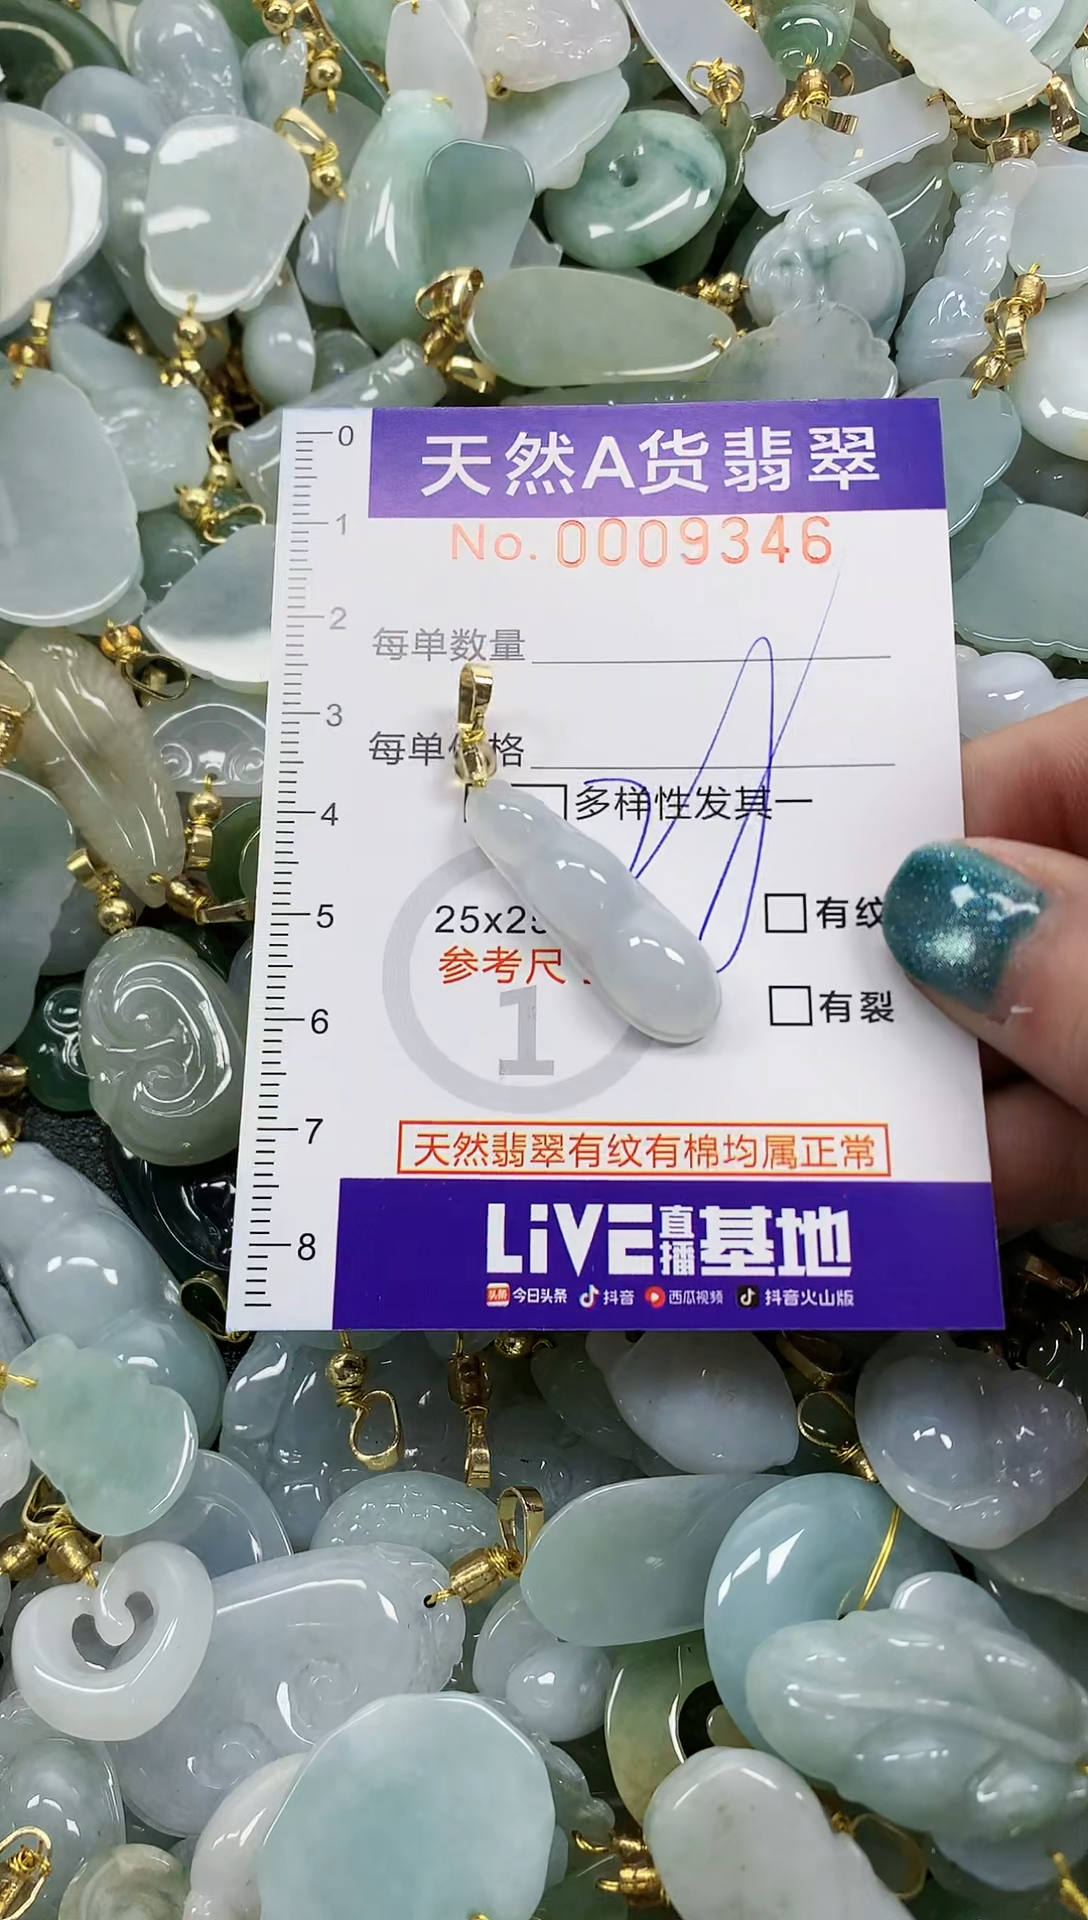 天然A货翡翠
No. 0009346
每单数量
每单 格
多样性发其一
25x2
有纹
参考尺
1
有裂
天然翡翠有纹有棉均属正常
LiVE直播基地
头条 今日头条 抖音 西瓜视频 抖音火山版
0
1
2
3
4
5
6
7
8